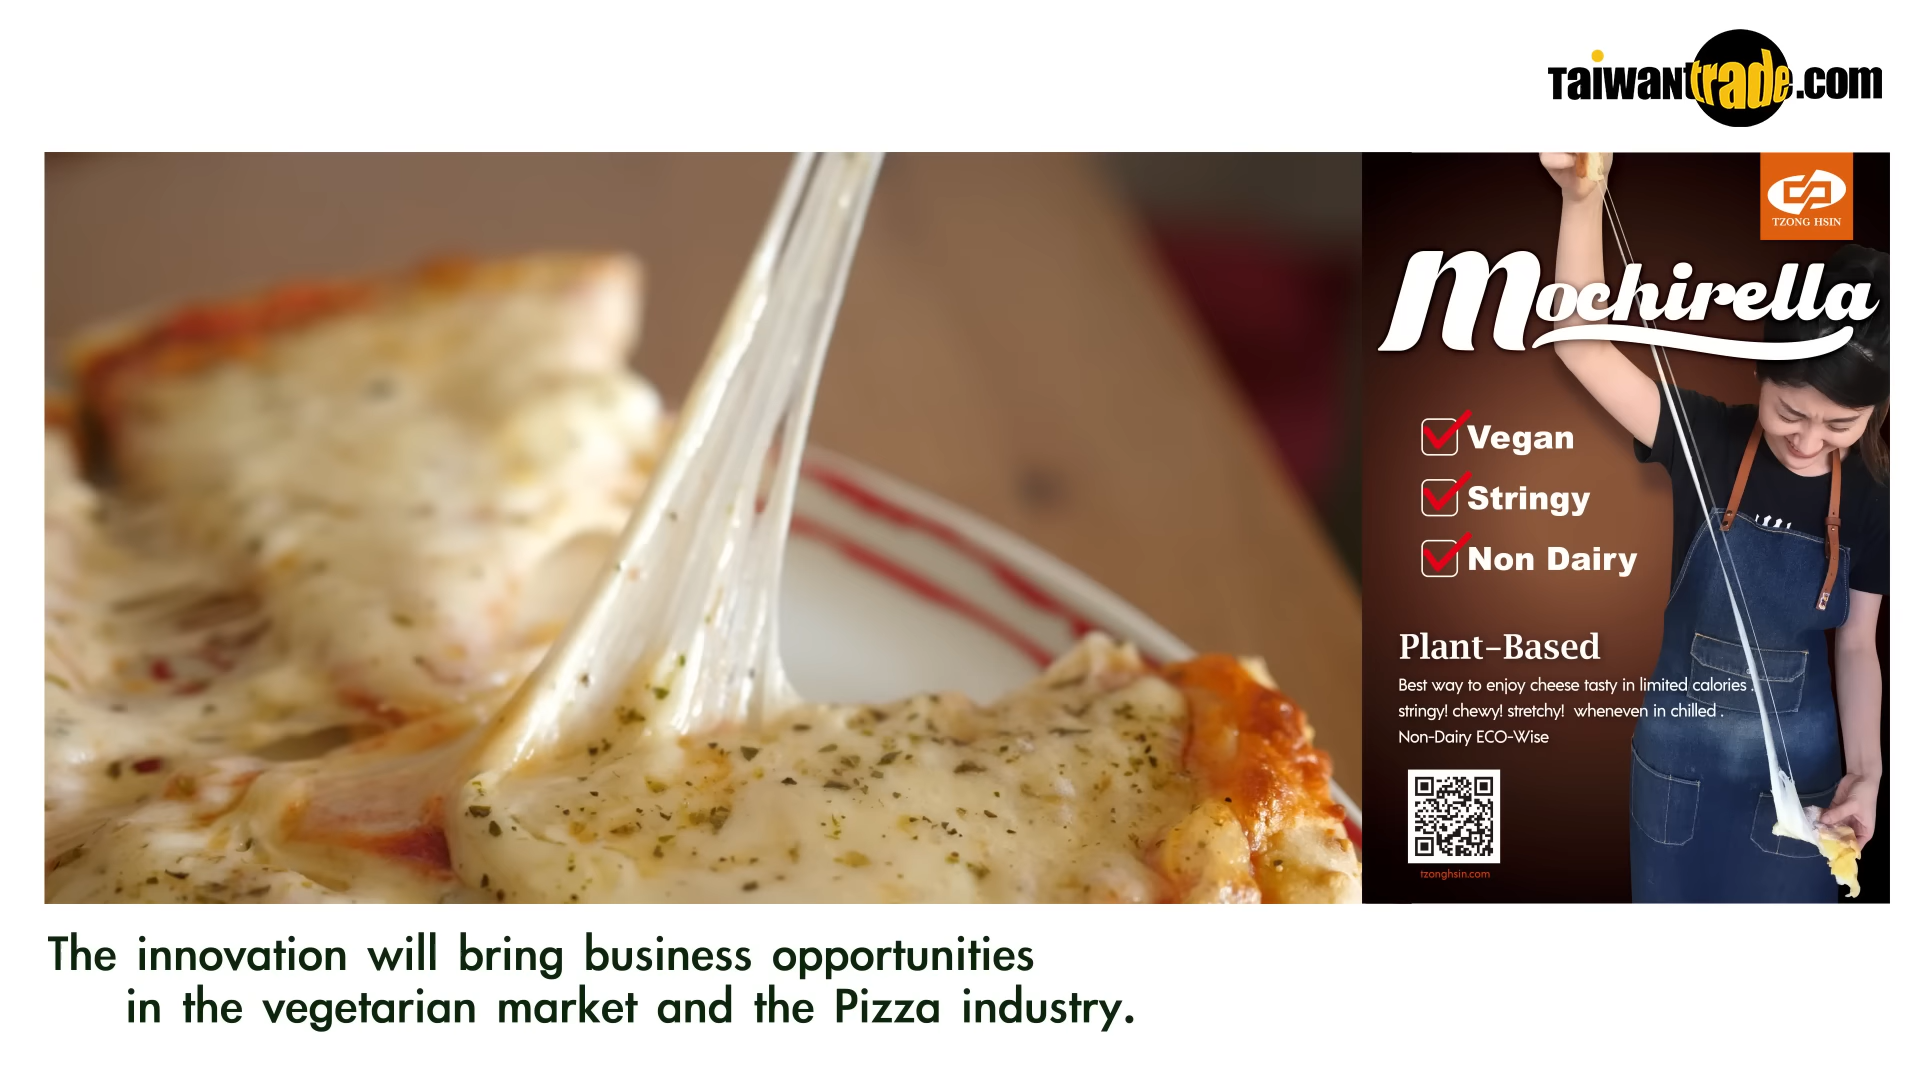 Taiwantrade.com
TZONG HSIN
Mochirella
Vegan
Stringy
Non Dairy
Plant-Based
Best way to enjoy cheese tasty in limited calories .
stringy! chewy! stretchy! wheneven in chilled .
Non-Dairy ECO-Wise
tzonghsin.com
The innovation will bring business opportunities
in the vegetarian market and the Pizza industry.